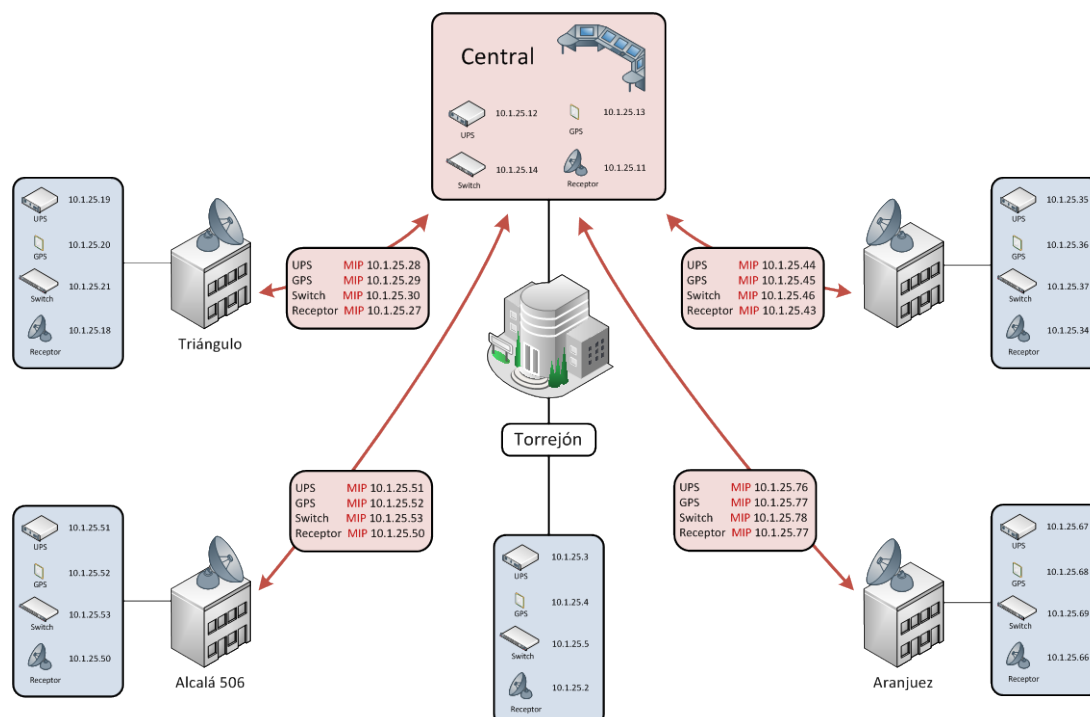 Central
10.1.25.12
UPS
10.1.25.13
GPS
10.1.25.14
Switch
10.1.25.11
Receptor
10.1.25.19
UPS
10.1.25.20
GPS
10.1.25.21
Switch
10.1.25.18
Receptor
Triángulo
UPS MIP 10.1.25.28
GPS MIP 10.1.25.29
Switch MIP 10.1.25.30
Receptor MIP 10.1.25.27
UPS MIP 10.1.25.44
GPS MIP 10.1.25.45
Switch MIP 10.1.25.46
Receptor MIP 10.1.25.43
10.1.25.35
UPS
10.1.25.36
GPS
10.1.25.37
Switch
10.1.25.34
Receptor
Torrejón
UPS MIP 10.1.25.51
GPS MIP 10.1.25.52
Switch MIP 10.1.25.53
Receptor MIP 10.1.25.50
UPS MIP 10.1.25.76
GPS MIP 10.1.25.77
Switch MIP 10.1.25.78
Receptor MIP 10.1.25.77
10.1.25.51
UPS
10.1.25.52
GPS
10.1.25.53
Switch
10.1.25.50
Receptor
Alcalá 506
10.1.25.3
UPS
10.1.25.4
GPS
10.1.25.5
Switch
10.1.25.2
Receptor
Aranjuez
10.1.25.67
UPS
10.1.25.68
GPS
10.1.25.69
Switch
10.1.25.66
Receptor